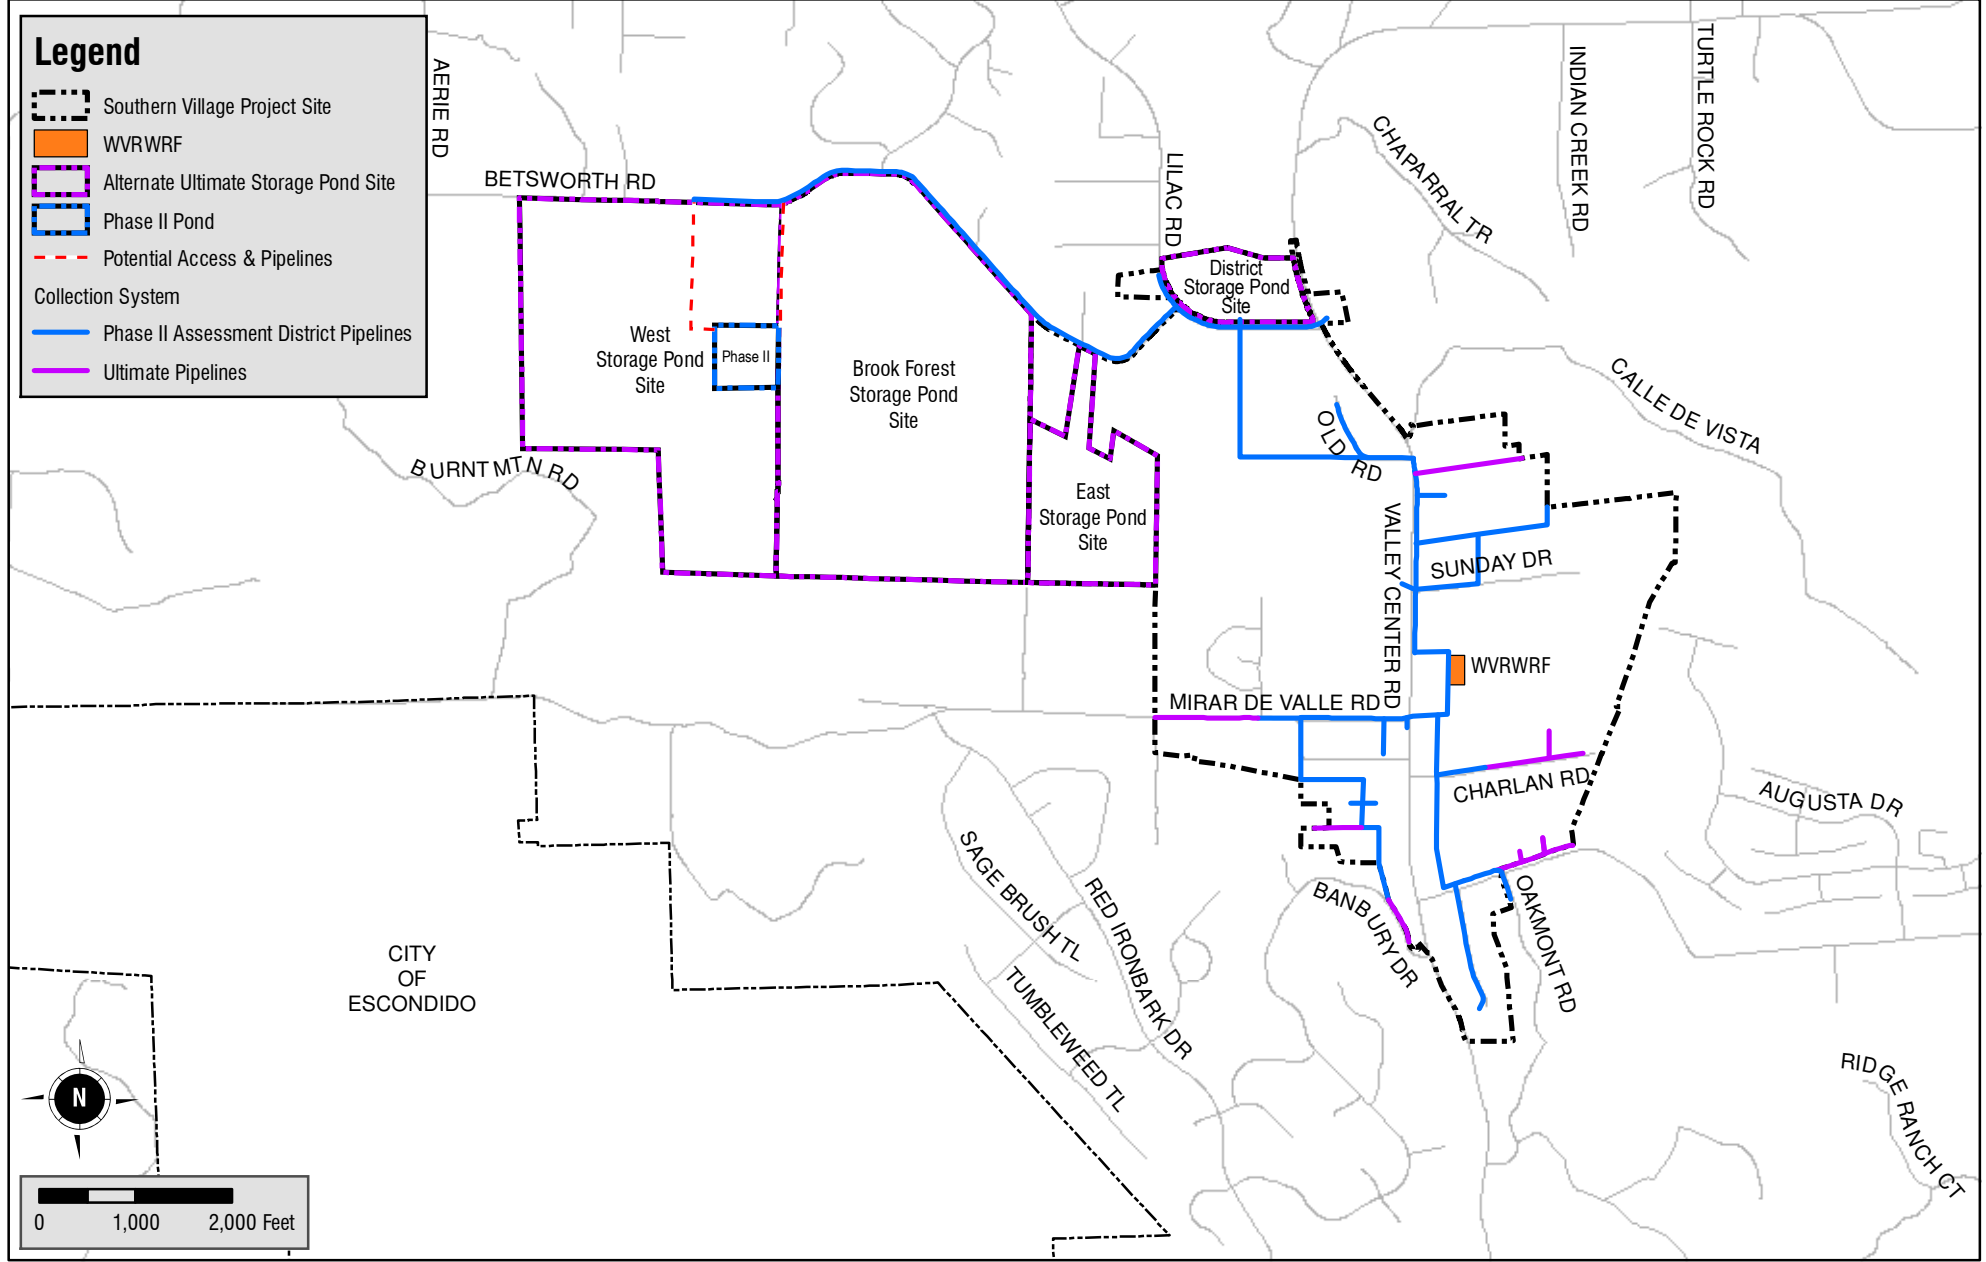 Legend
Southern Village Project Site
WVRWRF
Alternate Ultimate Storage Pond Site
Phase II Pond
Potential Access & Pipelines
Collection System
Phase II Assessment District Pipelines
Ultimate Pipelines
AERIE RD
BETSWORTH RD
LILAC RD
CHAPARRAL TR
INDIAN CREEK RD
TURTLE ROCK RD
District
Storage Pond
Site
West
Storage Pond
Site
Phase II
Brook Forest
Storage Pond
Site
East
Storage Pond
Site
BURNT MTN RD
OLD RD
CALLE DE VISTA
VALLEY CENTER RD
SUNDAY DR
WVRWRF
MIRAR DE VALLE RD
CHARLAN RD
AUGUSTA DR
SAGE BRUSH TL
RED IRONBARK DR
TUMBLEWEED TL
BANBURY DR
OAKMONT RD
RIDGE RANCH CT
CITY
OF
ESCONDIDO
N
0 1,000 2,000 Feet